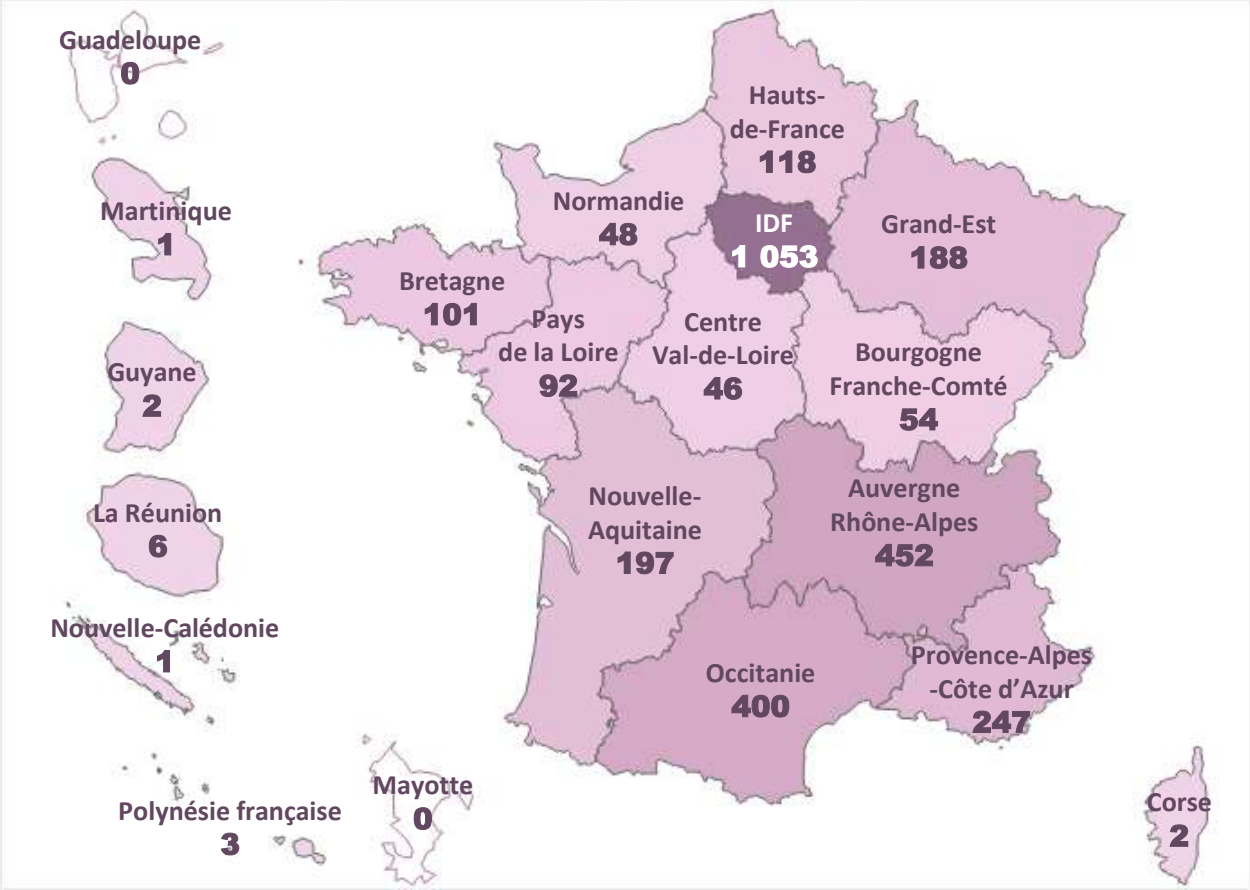 Guadeloupe
0
Martinique
1
Guyane
2
La Réunion
6
Nouvelle-Calédonie
1
Polynésie française
3
Mayotte
0
Hauts-
de-France
118
Normandie
48
IDF
1 053
Grand-Est
188
Bretagne
101
Pays
de la Loire
92
Centre
Val-de-Loire
46
Bourgogne
Franche-Comté
54
Nouvelle-
Aquitaine
197
Auvergne
Rhône-Alpes
452
Occitanie
400
Provence-Alpes
-Côte d’Azur
247
Corse
2